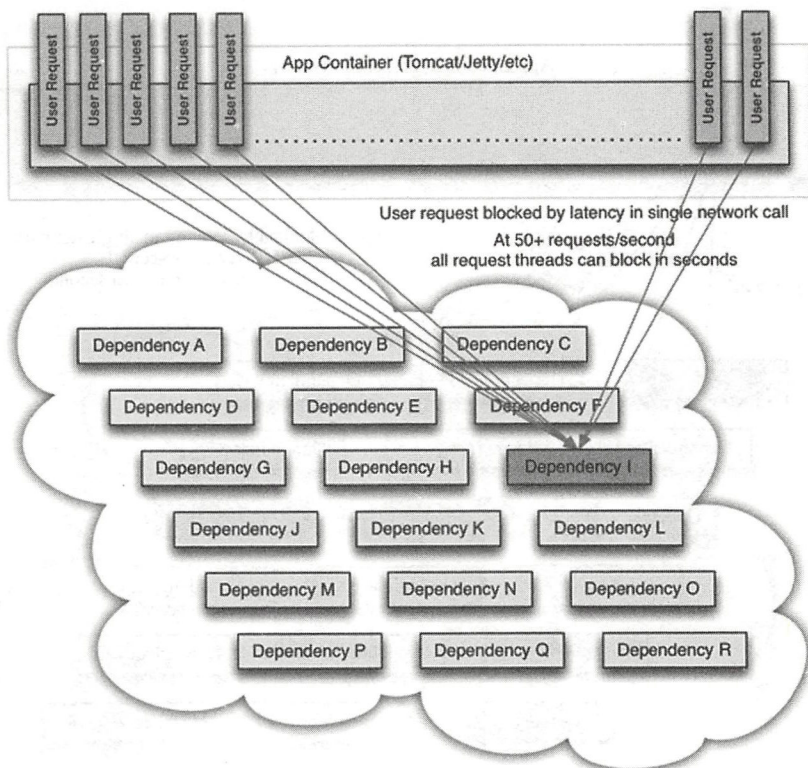 User Request
User Request
User Request
User Request
User Request
User Request
User Request
App Container (Tomcat/Jetty/etc)
User request blocked by latency in single network call
At 50+ requests/second
all request threads can block in seconds
Dependency A
Dependency B
Dependency C
Dependency D
Dependency E
Dependency F
Dependency G
Dependency H
Dependency I
Dependency J
Dependency K
Dependency L
Dependency M
Dependency N
Dependency O
Dependency P
Dependency Q
Dependency R